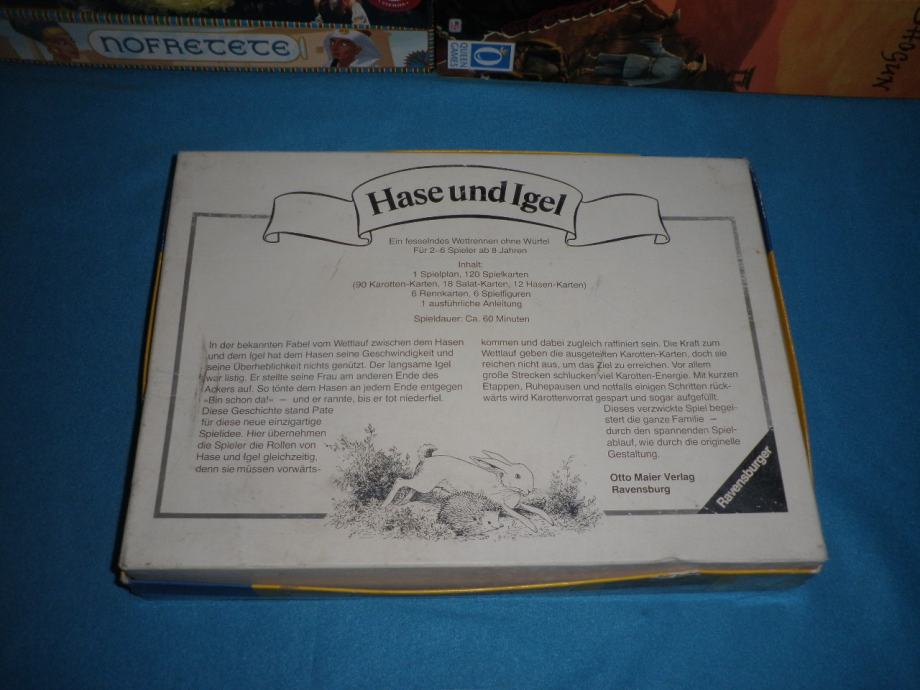 NOFRETETE
QUEEN
GAMES
Hase und Igel
Ein fesselndes Wettrennen ohne Würfel
Für 2–6 Spieler ab 8 Jahren
Inhalt:
1 Spielplan, 120 Spielkarten
(90 Karotten-Karten, 18 Salat-Karten, 12 Hasen-Karten)
6 Rennkarten, 6 Spielfiguren
1 ausführliche Anleitung
Spieldauer: Ca. 60 Minuten
In der bekannten Fabel vom Wettlauf zwischen dem Hasen
und dem Igel hat dem Hasen seine Geschwindigkeit und
seine Überheblichkeit nichts genützt. Der langsame Igel
war listig. Er stellte seine Frau am anderen Ende des
Ackers auf. So tönte dem Hasen an jedem Ende entgegen
»Bin schon da!« – und er rannte, bis er tot niederfiel.
Diese Geschichte stand Pate
für diese neue einzigartige
Spielidee. Hier übernehmen
die Spieler die Rollen von
Hase und Igel gleichzeitig,
denn sie müssen vorwärts-
kommen und dabei zugleich raffiniert sein. Die Kraft zum
Wettlauf geben die ausgeteilten Karotten-Karten, doch sie
reichen nicht aus, um das Ziel zu erreichen. Vor allem
große Strecken schlucken viel Karotten-Energie. Mit kurzen
Etappen, Ruhepausen und notfalls einigen Schritten rück-
wärts wird Karottenvorrat gespart und sogar aufgefüllt.
Dieses verzwickte Spiel begei-
stert die ganze Familie –
durch den spannenden Spiel-
ablauf, wie durch die originelle
Gestaltung.
Otto Maier Verlag
Ravensburg
Ravensburger